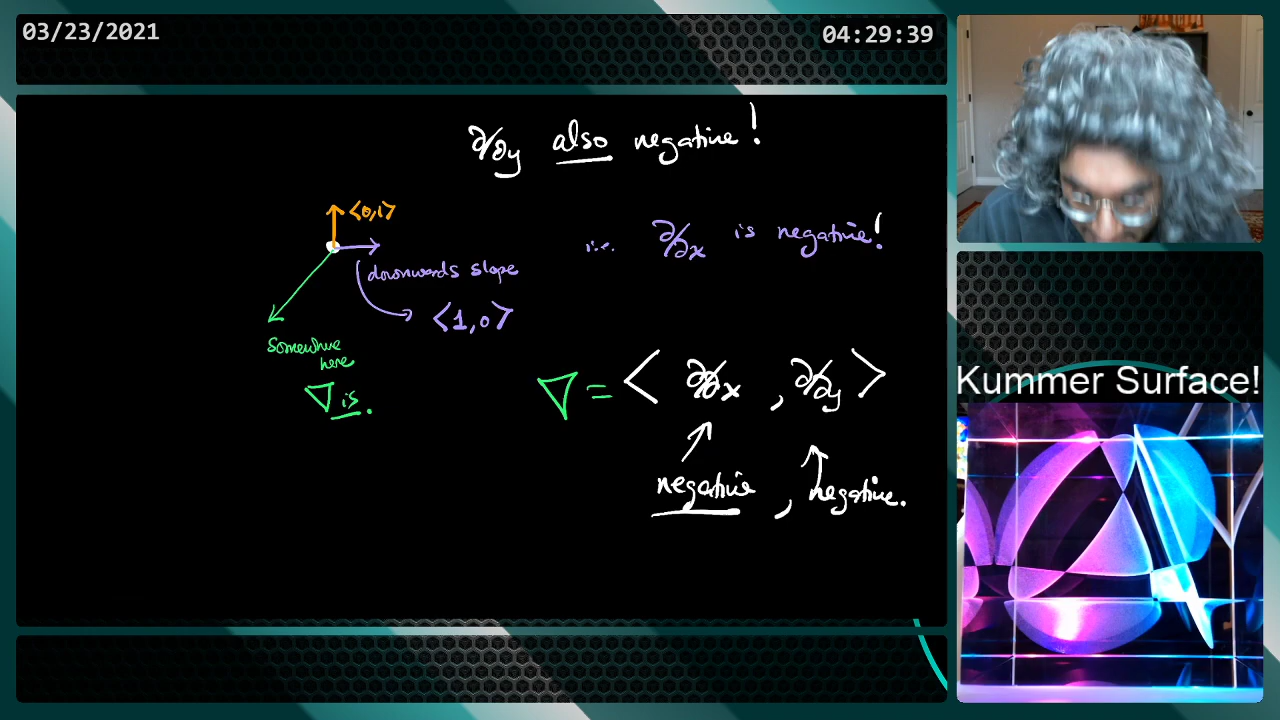 03/23/2021
04:29:39
∂/∂y also negative!
<0,1>
i.e. ∂/∂x is negative!
downwards slope
<1,0>
Somewhere
here
∇ is.
∇ = < ∂/∂x , ∂/∂y >
negative , negative.
Kummer Surface!